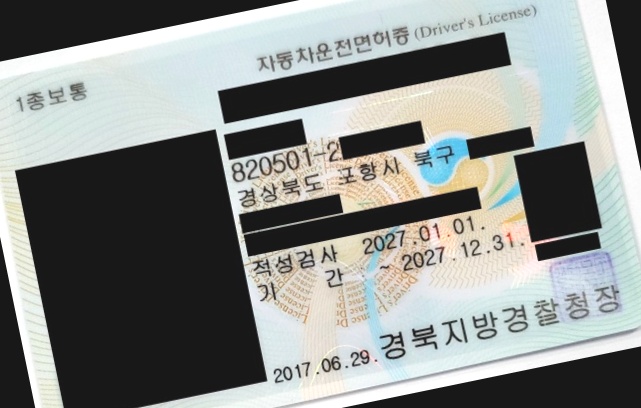 자동차운전면허증 (Driver's License)
1종보통
820501-2
경상북도 포항시 북구
적성검사 2027.01.01.
기 간 ~ 2027.12.31.
2017.06.29. 경북지방경찰청장